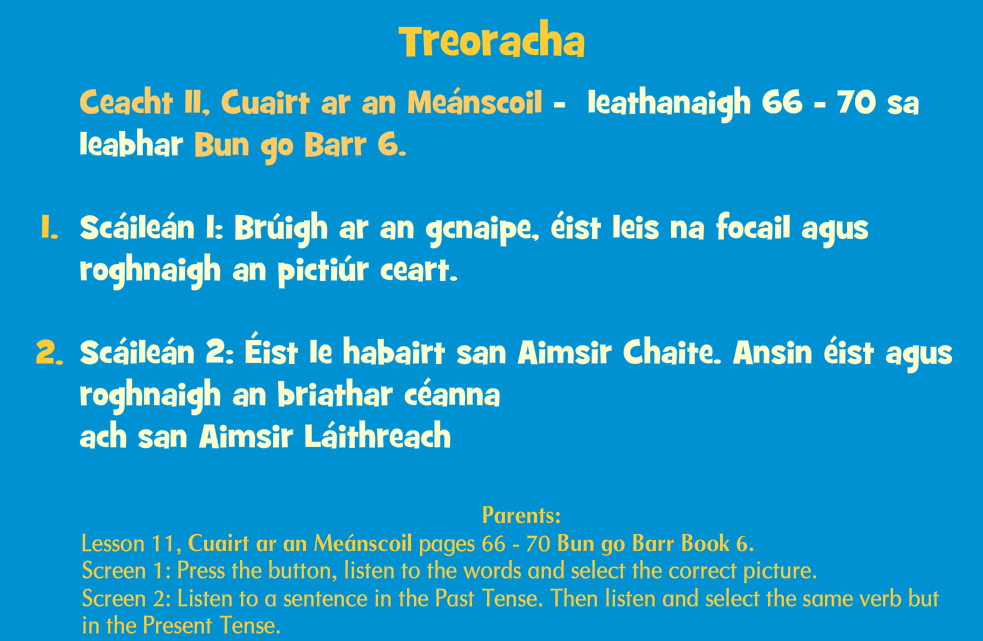 Treoracha
Ceacht 11, Cuairt ar an Meánscoil - leathanaigh 66 - 70 sa
leabhar Bun go Barr 6.
1. Scáileán 1: Brúigh ar an gcnaipe, éist leis na focail agus
roghnaigh an pictiúr ceart.
2. Scáileán 2: Éist le habairt san Aimsir Chaite. Ansin éist agus
roghnaigh an briathar céanna
ach san Aimsir Láithreach
Parents:
Lesson 11, Cuairt ar an Meánscoil pages 66 - 70 Bun go Barr Book 6.
Screen 1: Press the button, listen to the words and select the correct picture.
Screen 2: Listen to a sentence in the Past Tense. Then listen and select the same verb but
in the Present Tense.